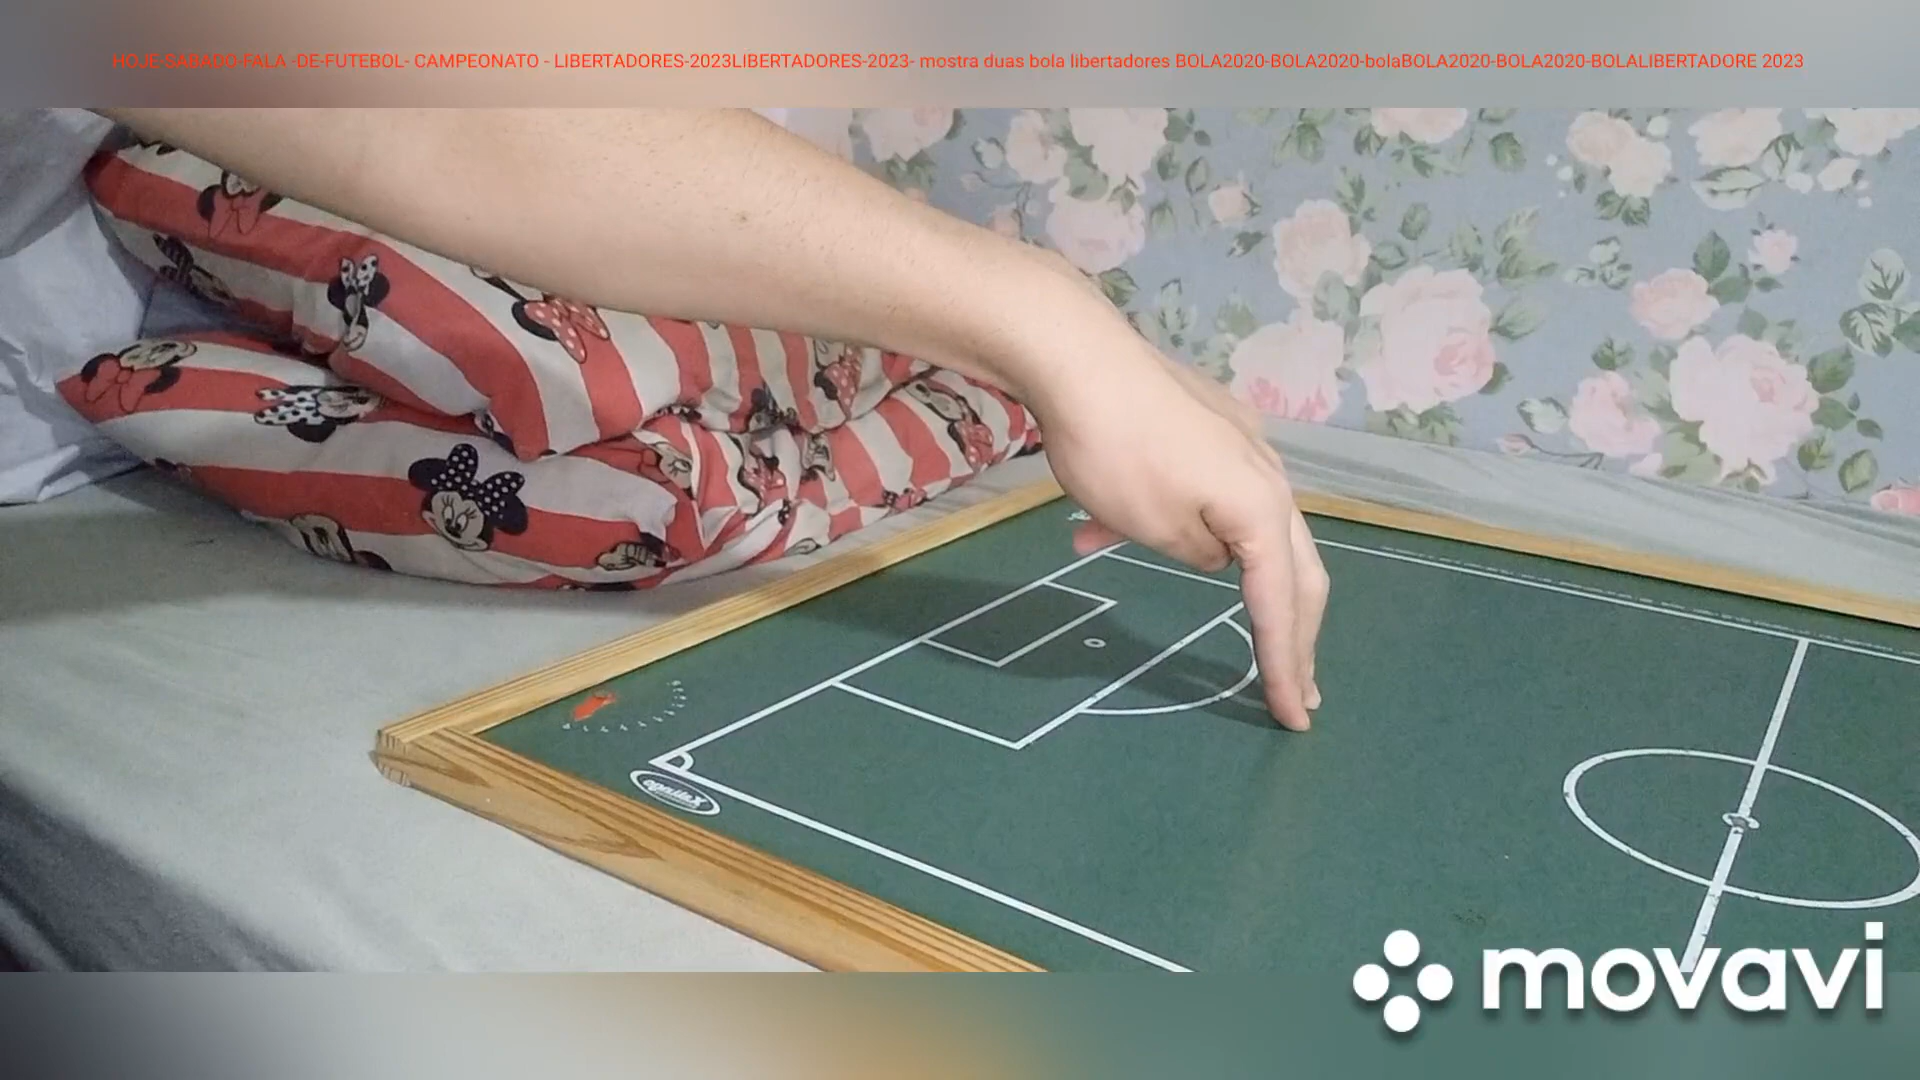 HOJE-SABADO-FALA -DE-FUTEBOL- CAMPEONATO - LIBERTADORES-2023LIBERTADORES-2023- mostra duas bola libertadores BOLA2020-BOLA2020-bolaBOLA2020-BOLA2020-BOLALIBERTADORE 2023
Xalingo
movavi